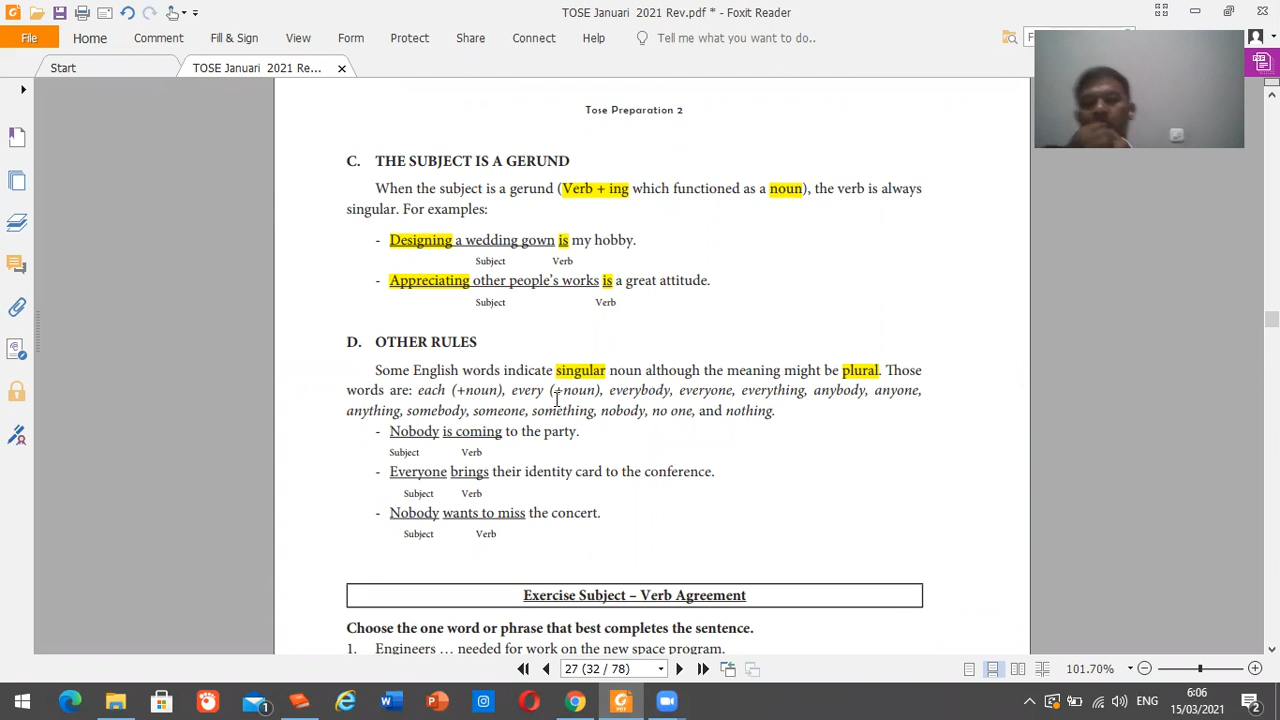 TOSE Januari 2021 Rev.pdf * - Foxit Reader
File Home Comment Fill & Sign View Form Protect Share Connect Help Tell me what you want to do...
Start TOSE Januari 2021 Re...
Tose Preparation 2
C. THE SUBJECT IS A GERUND
When the subject is a gerund (Verb + ing which functioned as a noun), the verb is always
singular. For examples:
- Designing a wedding gown is my hobby.
Subject Verb
- Appreciating other people's works is a great attitude.
Subject Verb
D. OTHER RULES
Some English words indicate singular noun although the meaning might be plural. Those
words are: each (+noun), every (+noun), everybody, everyone, everything, anybody, anyone,
anything, somebody, someone, something, nobody, no one, and nothing.
- Nobody is coming to the party.
Subject Verb
- Everyone brings their identity card to the conference.
Subject Verb
- Nobody wants to miss the concert.
Subject Verb
Exercise Subject – Verb Agreement
Choose the one word or phrase that best completes the sentence.
1. Engineers … needed for work on the new space program.
27 (32 / 78)
101.70%
ENG
6:06
15/03/2021
1
2